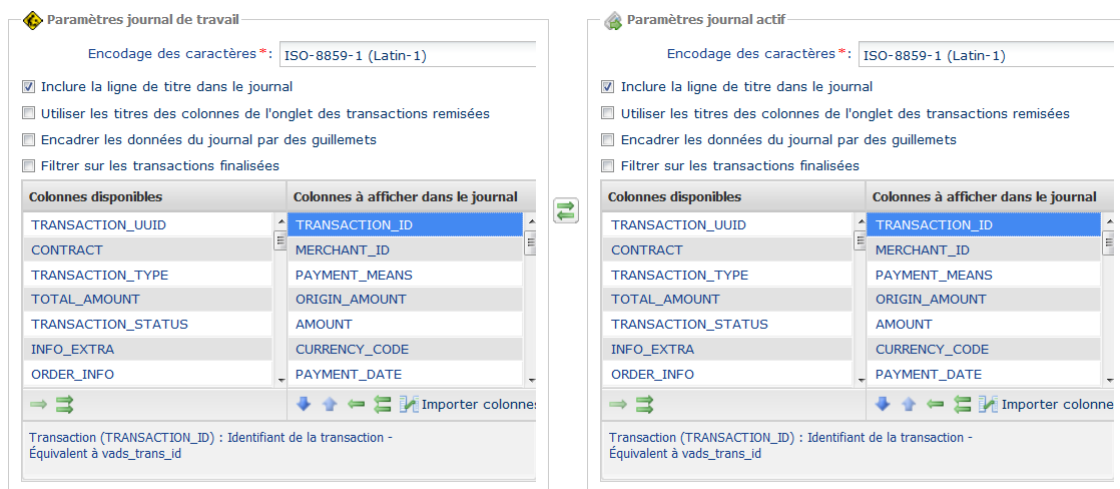 Paramètres journal de travail
Encodage des caractères*: ISO-8859-1 (Latin-1)
Inclure la ligne de titre dans le journal
Utiliser les titres des colonnes de l'onglet des transactions remisées
Encadrer les données du journal par des guillemets
Filtrer sur les transactions finalisées
Colonnes disponibles Colonnes à afficher dans le journal
TRANSACTION_UUID TRANSACTION_ID
CONTRACT MERCHANT_ID
TRANSACTION_TYPE PAYMENT_MEANS
TOTAL_AMOUNT ORIGIN_AMOUNT
TRANSACTION_STATUS AMOUNT
INFO_EXTRA CURRENCY_CODE
ORDER_INFO PAYMENT_DATE
Importer colonnes
Transaction (TRANSACTION_ID) : Identifiant de la transaction -
Équivalent à vads_trans_id
Paramètres journal actif
Encodage des caractères*: ISO-8859-1 (Latin-1)
Inclure la ligne de titre dans le journal
Utiliser les titres des colonnes de l'onglet des transactions remisées
Encadrer les données du journal par des guillemets
Filtrer sur les transactions finalisées
Colonnes disponibles Colonnes à afficher dans le journal
TRANSACTION_UUID TRANSACTION_ID
CONTRACT MERCHANT_ID
TRANSACTION_TYPE PAYMENT_MEANS
TOTAL_AMOUNT ORIGIN_AMOUNT
TRANSACTION_STATUS AMOUNT
INFO_EXTRA CURRENCY_CODE
ORDER_INFO PAYMENT_DATE
Importer colonne
Transaction (TRANSACTION_ID) : Identifiant de la transaction -
Équivalent à vads_trans_id